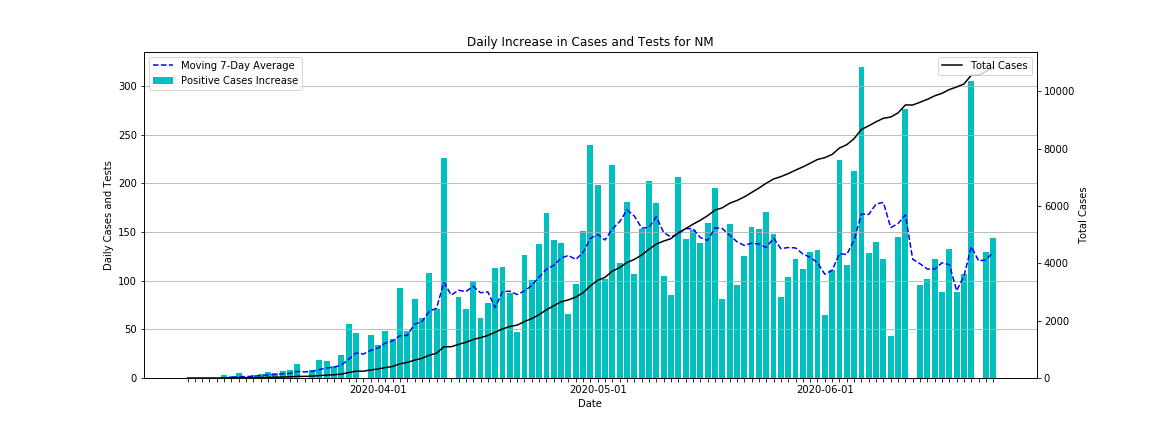 Daily Increase in Cases and Tests for NM
Moving 7-Day Average
Positive Cases Increase
Total Cases
300
250
200
150
100
50
0
Daily Cases and Tests
10000
8000
6000
4000
2000
0
Total Cases
2020-04-01
2020-05-01
2020-06-01
Date